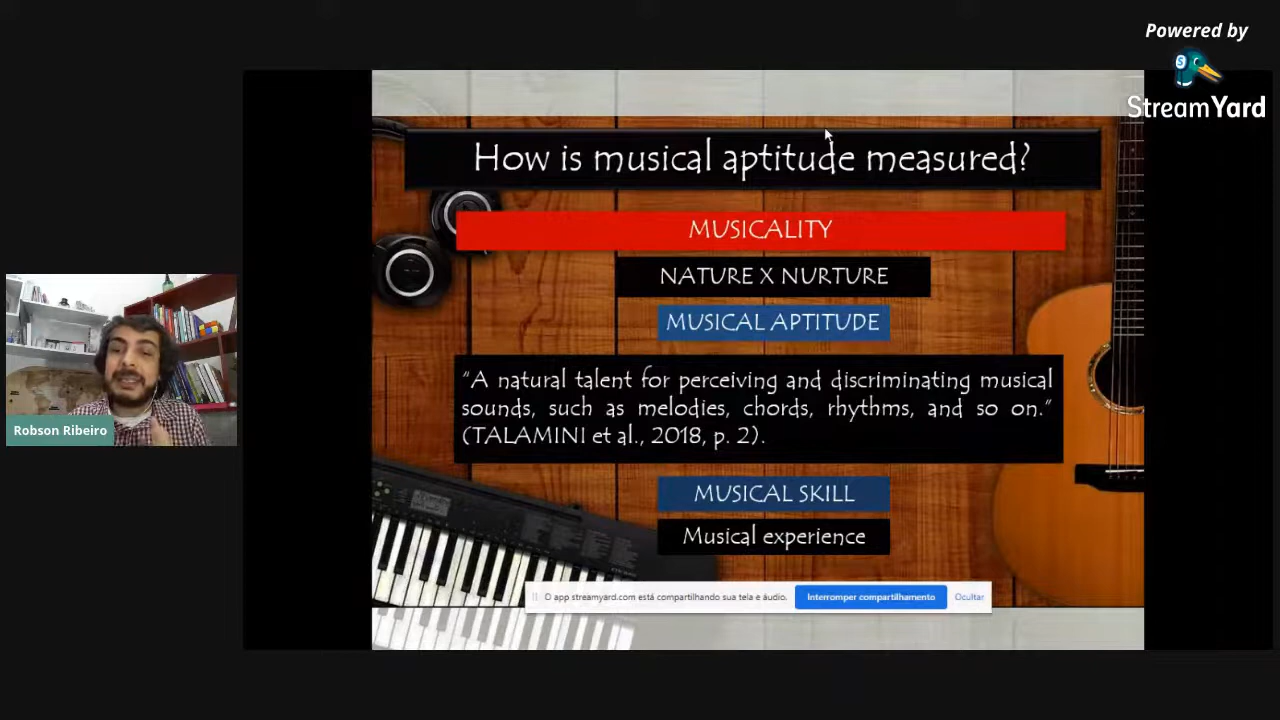 Powered by
StreamYard
How is musical aptitude measured?
MUSICALITY
NATURE X NURTURE
MUSICAL APTITUDE
“A natural talent for perceiving and discriminating musical
sounds, such as melodies, chords, rhythms, and so on.”
(TALAMINI et al., 2018, p. 2).
MUSICAL SKILL
Musical experience
Robson Ribeiro
O app streamyard.com está compartilhando sua tela e áudio.
Interromper compartilhamento
Ocultar